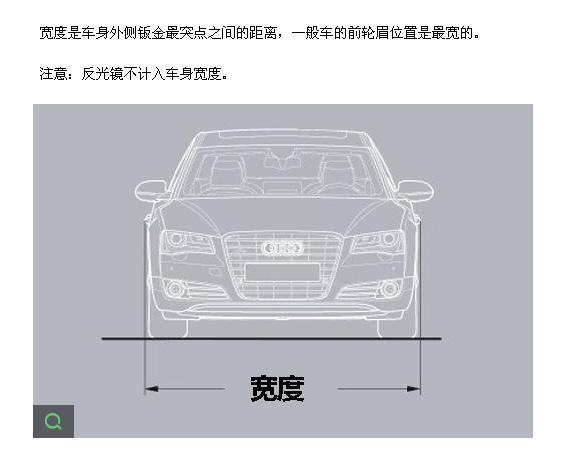 宽度是车身外侧钣金最突点之间的距离，一般车的前轮眉位置是最宽的。
注意：反光镜不计入车身宽度。
宽度